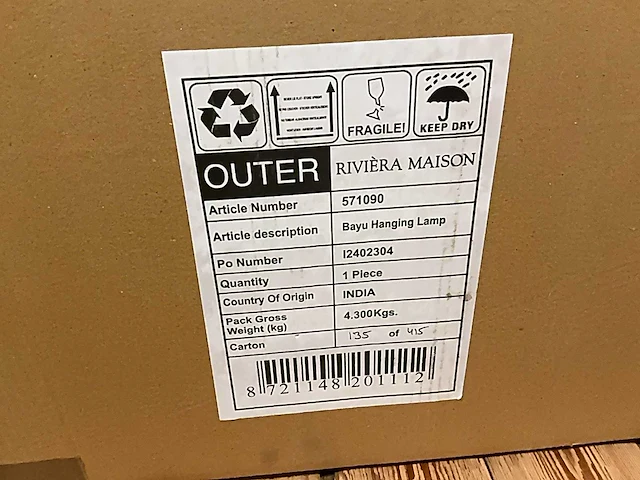 FRAGILE!
KEEP DRY
OUTER
RIVIÈRA MAISON
Article Number 571090
Article description Bayu Hanging Lamp
Po Number I2402304
Quantity 1 Piece
Country Of Origin INDIA
Pack Gross
Weight (kg) 4.300Kgs.
Carton 135 of 415
8 721148 201112